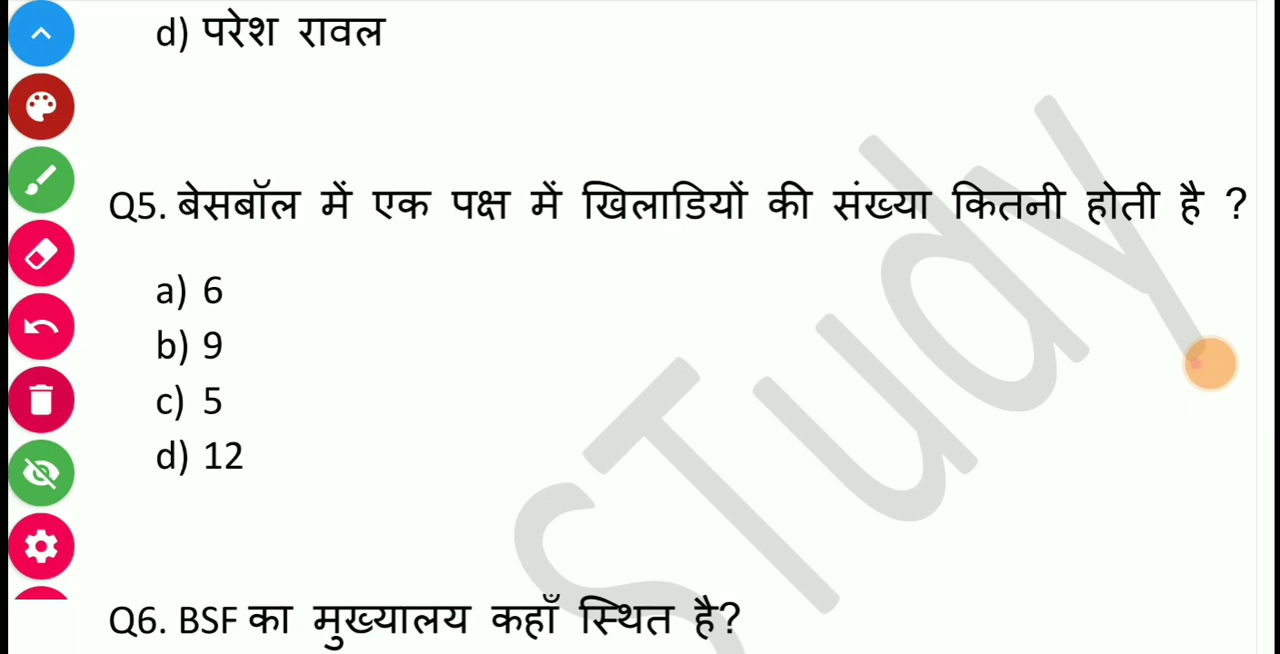 d) परेश रावल
Q5. बेसबॉल में एक पक्ष में खिलाडियों की संख्या कितनी होती है ?
a) 6
b) 9
c) 5
d) 12
STudy
Q6. BSF का मुख्यालय कहाँ स्थित है?